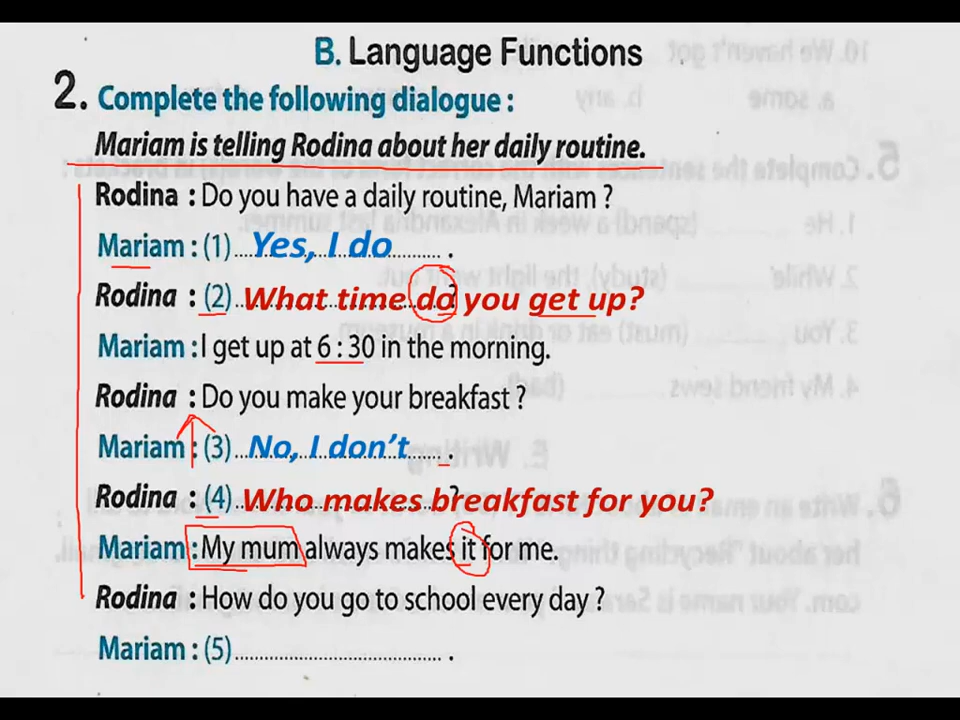 B. Language Functions
2. Complete the following dialogue :
Mariam is telling Rodina about her daily routine.
Rodina : Do you have a daily routine, Mariam ?
Mariam : (1) Yes, I do .
Rodina : (2) What time do you get up?
Mariam : I get up at 6 : 30 in the morning.
Rodina : Do you make your breakfast ?
Mariam : (3) No, I don't .
Rodina : (4) Who makes breakfast for you?
Mariam : My mum always makes it for me.
Rodina : How do you go to school every day ?
Mariam : (5) .